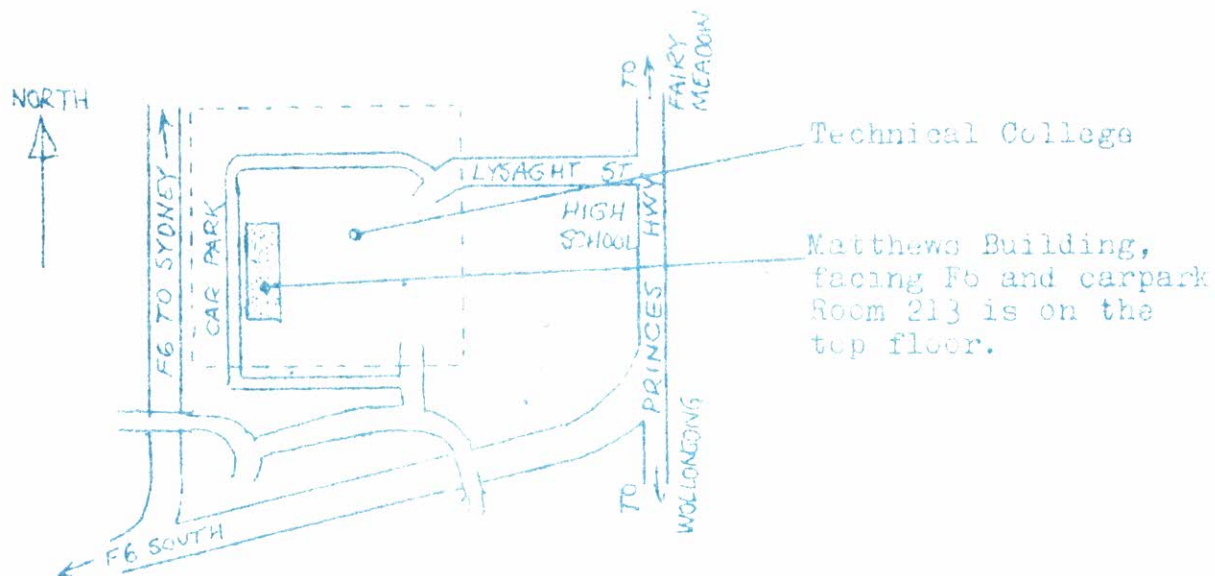 NORTH
F6 TO SYDNEY
CAR PARK
LYSAGHT ST
HIGH
SCHOOL
PRINCES HWY
TO
FAIRY
MEADOW
TO
WOLLONGONG
F6 SOUTH
Technical College
Matthews Building,
facing F6 and carpark
Room 213 is on the
top floor.